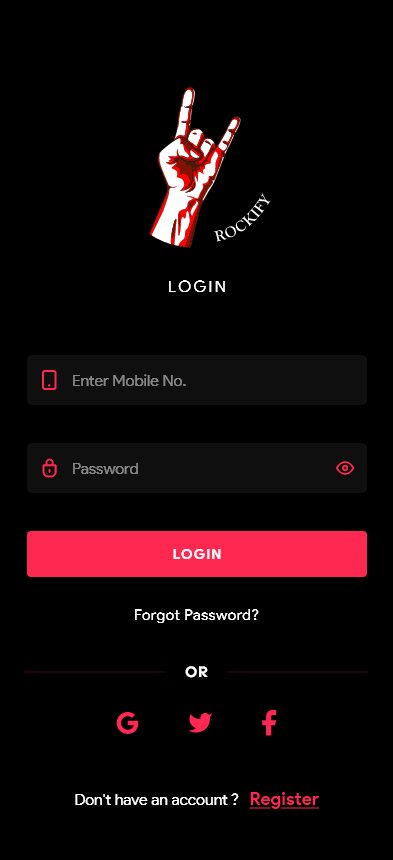 ROCKIFY
LOGIN
Enter Mobile No.
Password
LOGIN
Forgot Password?
OR
Don't have an account ? Register